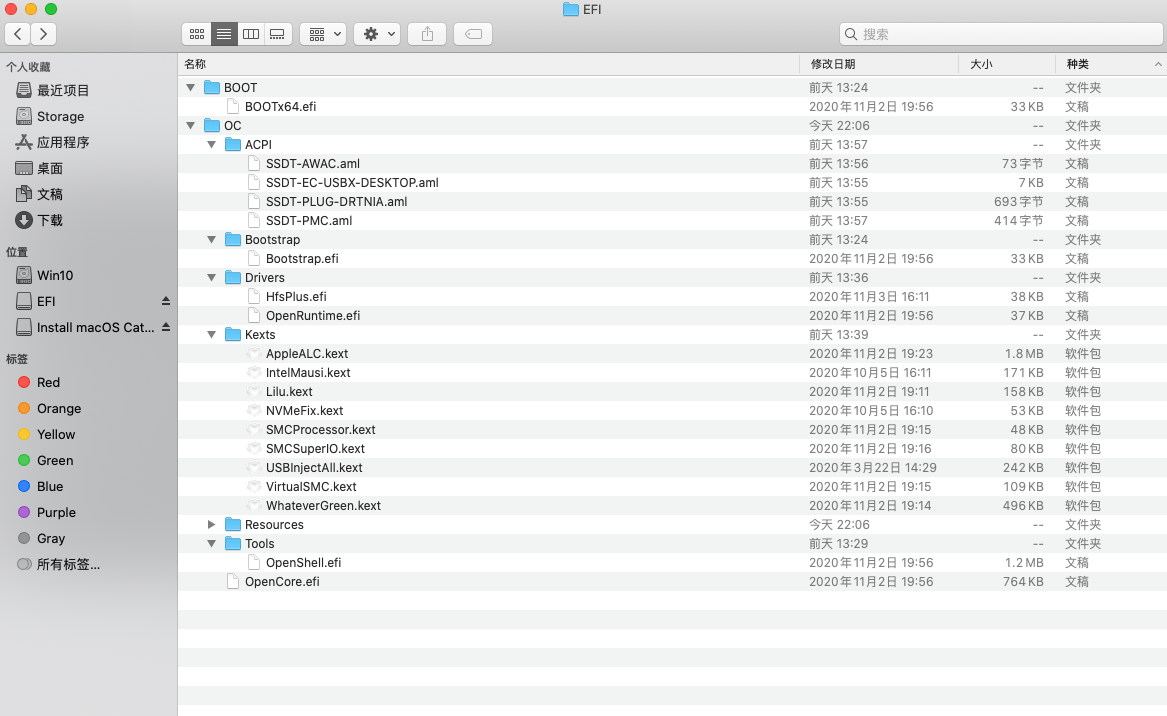 EFI
搜索
个人收藏
最近项目
Storage
应用程序
桌面
文稿
下载
位置
Win10
EFI
Install macOS Cat...
标签
Red
Orange
Yellow
Green
Blue
Purple
Gray
所有标签...
名称 修改日期 大小 种类
BOOT 前天 13:24 -- 文件夹
BOOTx64.efi 2020年11月2日 19:56 33 KB 文稿
OC 今天 22:06 -- 文件夹
ACPI 前天 13:57 -- 文件夹
SSDT-AWAC.aml 前天 13:56 73 字节 文稿
SSDT-EC-USBX-DESKTOP.aml 前天 13:55 7 KB 文稿
SSDT-PLUG-DRTNIA.aml 前天 13:55 693 字节 文稿
SSDT-PMC.aml 前天 13:57 414 字节 文稿
Bootstrap 前天 13:24 -- 文件夹
Bootstrap.efi 2020年11月2日 19:56 33 KB 文稿
Drivers 前天 13:36 -- 文件夹
HfsPlus.efi 2020年11月3日 16:11 38 KB 文稿
OpenRuntime.efi 2020年11月2日 19:56 37 KB 文稿
Kexts 前天 13:39 -- 文件夹
AppleALC.kext 2020年11月2日 19:23 1.8 MB 软件包
IntelMausi.kext 2020年10月5日 16:11 171 KB 软件包
Lilu.kext 2020年11月2日 19:11 158 KB 软件包
NVMeFix.kext 2020年10月5日 16:10 53 KB 软件包
SMCProcessor.kext 2020年11月2日 19:15 48 KB 软件包
SMCSuperIO.kext 2020年11月2日 19:16 80 KB 软件包
USBInjectAll.kext 2020年3月22日 14:29 242 KB 软件包
VirtualSMC.kext 2020年11月2日 19:15 109 KB 软件包
WhateverGreen.kext 2020年11月2日 19:14 496 KB 软件包
Resources 今天 22:06 -- 文件夹
Tools 前天 13:29 -- 文件夹
OpenShell.efi 2020年11月2日 19:56 1.2 MB 文稿
OpenCore.efi 2020年11月2日 19:56 764 KB 文稿